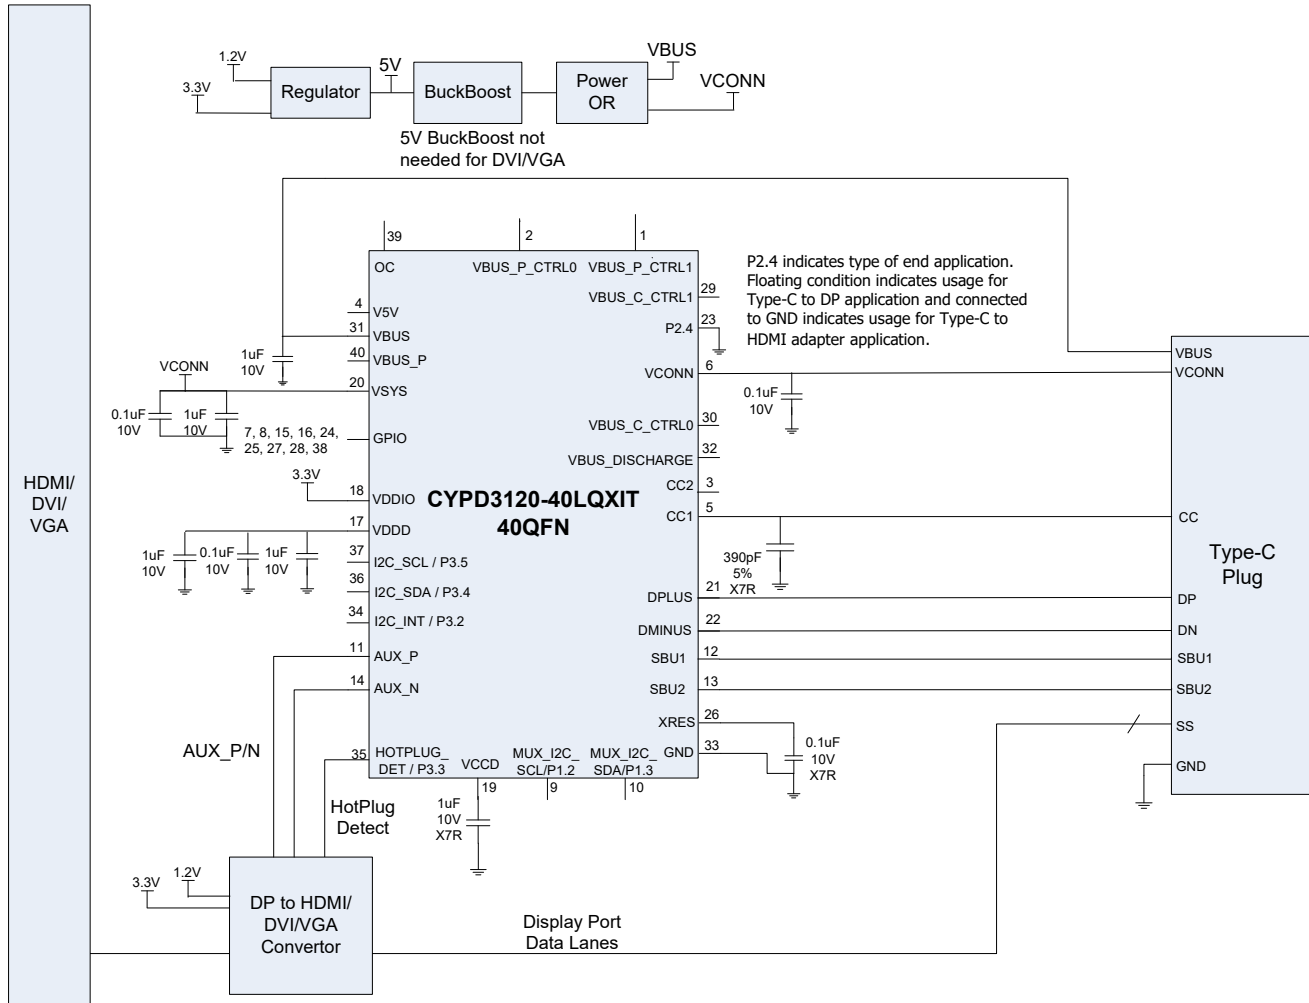 1.2V
3.3V
Regulator
5V
BuckBoost
Power
OR
VBUS
VCONN
5V BuckBoost not
needed for DVI/VGA
HDMI/
DVI/
VGA
39
2
1
OC
VBUS_P_CTRL0
VBUS_P_CTRL1
P2.4 indicates type of end application.
Floating condition indicates usage for
Type-C to DP application and connected
to GND indicates usage for Type-C to
HDMI adapter application.
4
V5V
31
VBUS
40
VBUS_P
20
VSYS
GPIO
7, 8, 15, 16, 24,
25, 27, 28, 38
VCONN
0.1uF
10V
1uF
10V
1uF
10V
3.3V
18
VDDIO
17
VDDD
1uF
10V
0.1uF
10V
1uF
10V
37
I2C_SCL / P3.5
36
I2C_SDA / P3.4
34
I2C_INT / P3.2
11
AUX_P
14
AUX_N
35
HOTPLUG_
DET / P3.3
CYPD3120-40LQXIT
40QFN
VBUS_C_CTRL1
29
P2.4
23
VCONN
6
0.1uF
10V
VBUS_C_CTRL0
30
VBUS_DISCHARGE
32
CC2
3
CC1
5
390pF
5%
X7R
DPLUS
21
DMINUS
22
SBU1
12
SBU2
13
XRES
26
GND
33
0.1uF
10V
X7R
VCCD
19
MUX_I2C_
SCL/P1.2
9
MUX_I2C_
SDA/P1.3
10
1uF
10V
X7R
VBUS
VCONN
CC
Type-C
Plug
DP
DN
SBU1
SBU2
SS
GND
AUX_P/N
HotPlug
Detect
3.3V
1.2V
DP to HDMI/
DVI/VGA
Convertor
Display Port
Data Lanes